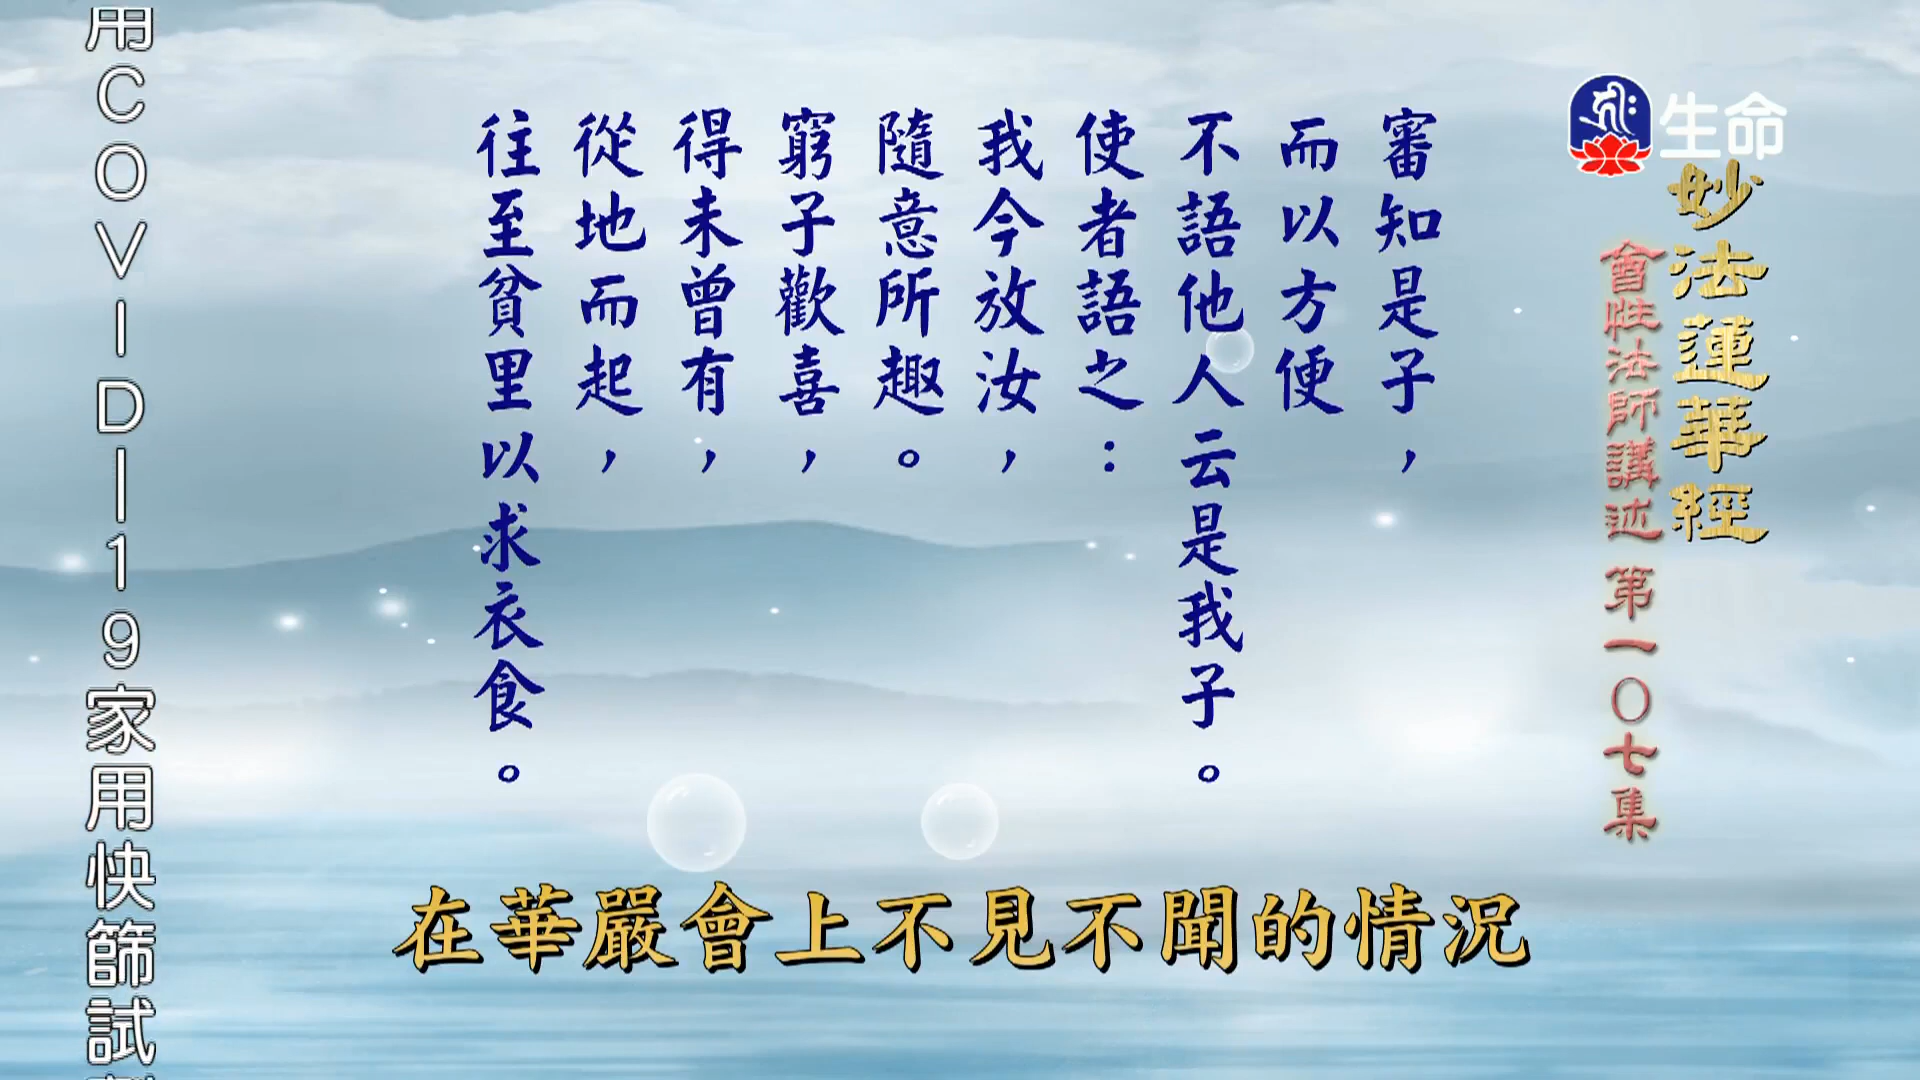 生命
妙法蓮華經
會性法師講述 第一〇七集
審知是子，
而以方便
不語他人云是我子。
使者語之：
我今放汝，
隨意所趣。
窮子歡喜，
得未曾有，
從地而起，
往至貧里以求衣食。
用COVID-19家用快篩試
在華嚴會上不見不聞的情況